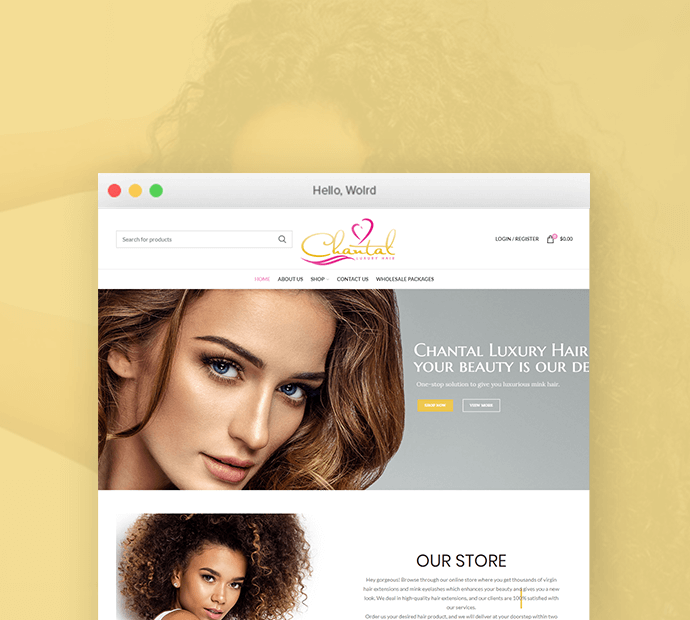 Hello, Wolrd
Search for products
Chantal
LUXURY HAIR
LOGIN / REGISTER
0
$0.00
HOME ABOUT US SHOP CONTACT US WHOLESALE PACKAGES
CHANTAL LUXURY HAIR
YOUR BEAUTY IS OUR DE
One-stop solution to give you luxurious mink hair.
SHOP NOW VIEW MORE
OUR STORE
Hey gorgeous! Browse through our online store where you get thousands of virgin
hair extensions and mink eyelashes which enhances your beauty and gives you a new
look. We deal in high-quality hair extensions, and our clients are 100% satisfied with
our services.
Order us your desired hair product, and we will deliver at your doorstep within two